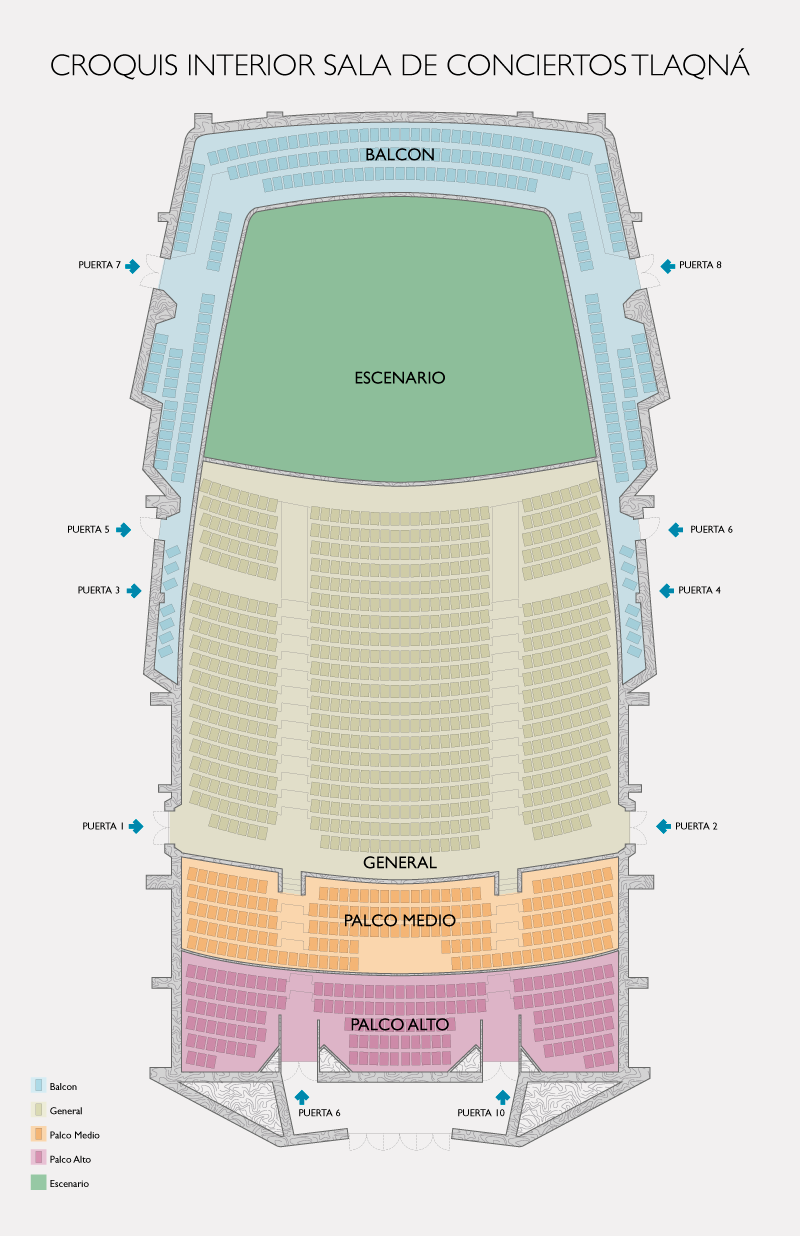 CROQUIS INTERIOR SALA DE CONCIERTOS TLAQNÁ
BALCON
PUERTA 7
PUERTA 8
ESCENARIO
PUERTA 5
PUERTA 6
PUERTA 3
PUERTA 4
PUERTA 1
PUERTA 2
GENERAL
PALCO MEDIO
PALCO ALTO
PUERTA 6
PUERTA 10
Balcon
General
Palco Medio
Palco Alto
Escenario